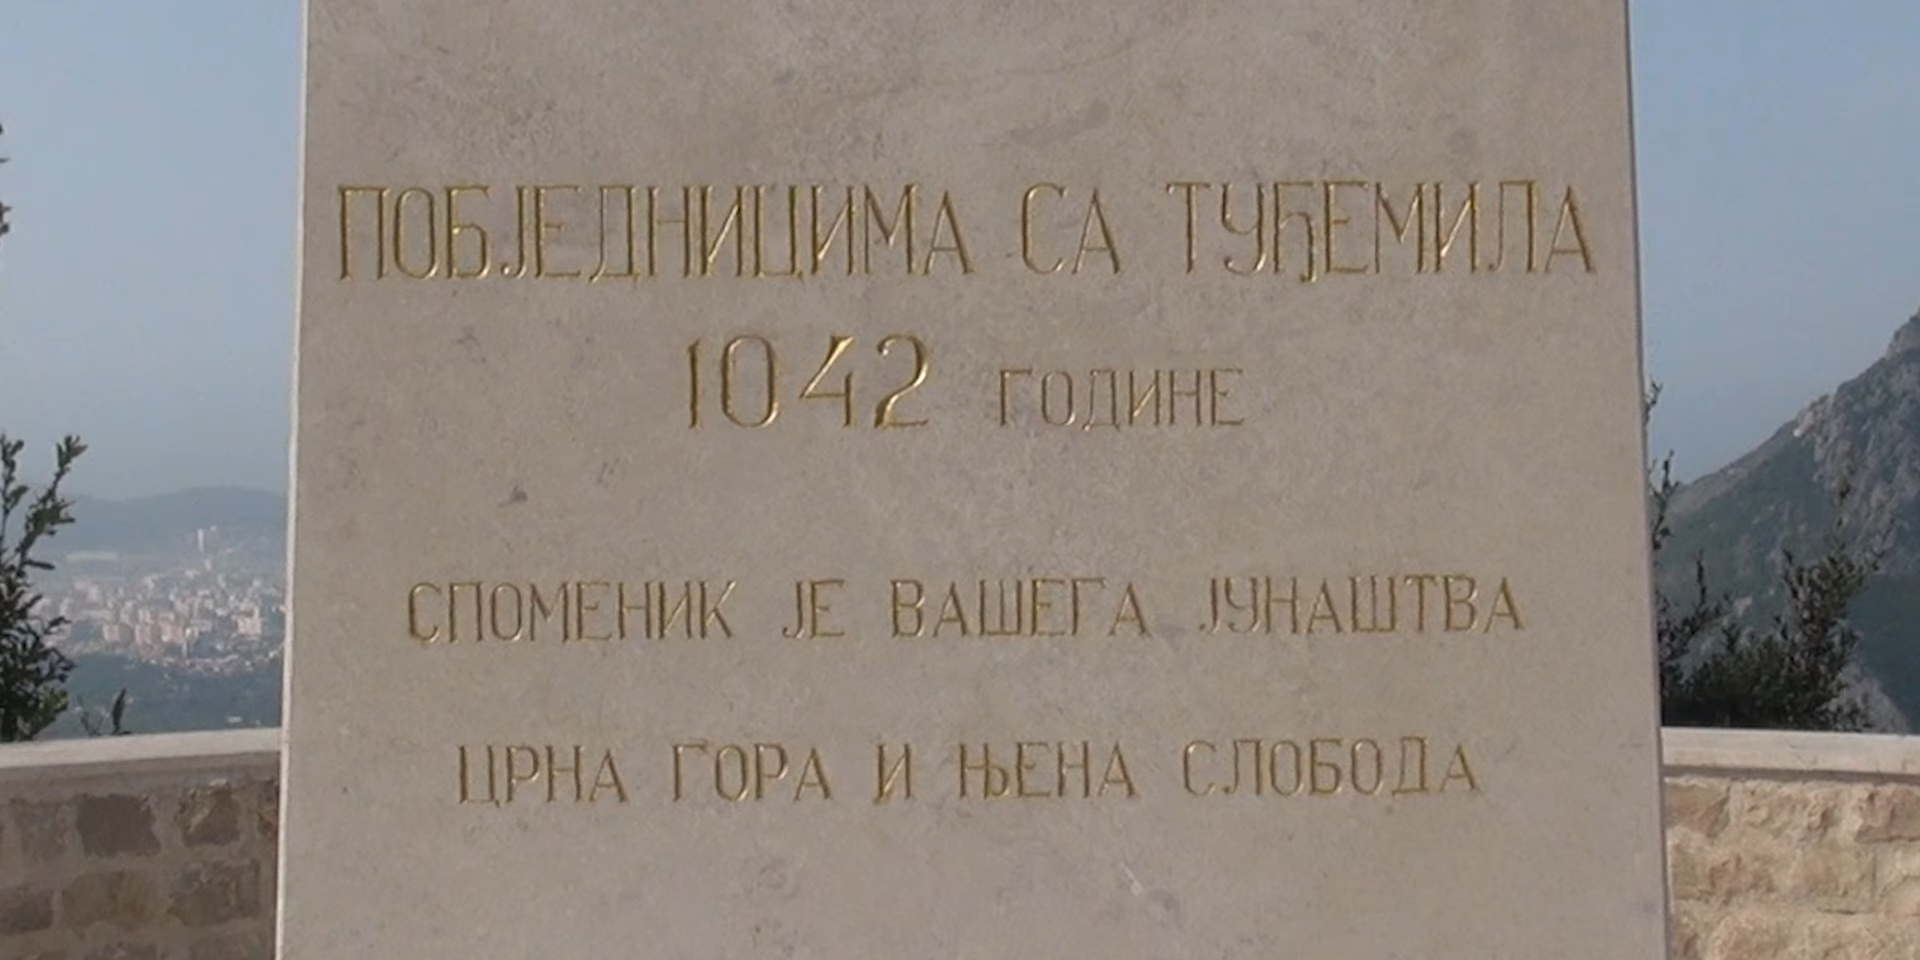 ПОБЈЕДНИЦИМА СА ТУЂЕМИЛА
1042 ГОДИНЕ
СПОМЕНИК ЈЕ ВАШЕГА ЈУНАШТВА
ЦРНА ГОРА И ЊЕНА СЛОБОДА